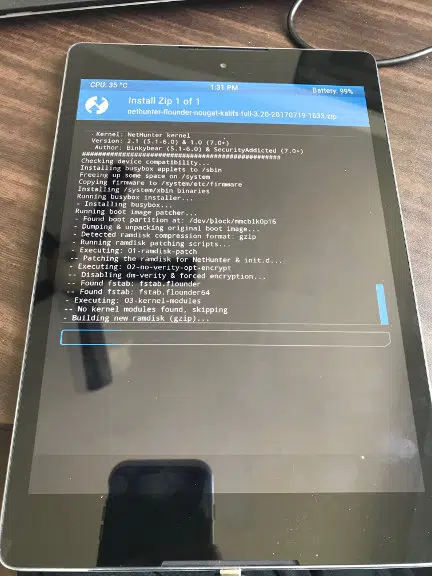 CPU: 35 °C
1:31 PM
Battery: 99%
Install Zip 1 of 1
nethunter-flounder-nougat-kalifs-full-3.20-20170719-1633.zip
- Kernel: NetHunter kernel
Version: 2.1 (5.1-6.0) & 1.0 (7.0+)
Author: Binkybear (5.1-6.0) & SecurityAddicted (7.0+)
##################################################
Checking device compatibility...
Installing busybox applets to /sbin
Freeing up some space on /system
Copying firmware to /system/etc/firmware
Installing /system/xbin binaries
Running busybox installer...
- Installing busybox...
Running boot image patcher...
- Found boot partition at: /dev/block/mmcblk0p16
- Dumping & unpacking original boot image...
- Detected ramdisk compression format: gzip
- Running ramdisk patching scripts...
- Executing: 01-ramdisk-patch
-- Patching the ramdisk for NetHunter & init.d...
- Executing: 02-no-verity-opt-encrypt
-- Disabling dm-verity & forced encryption...
-- Found fstab: fstab.flounder
-- Found fstab: fstab.flounder64
- Executing: 03-kernel-modules
-- No kernel modules found, skipping
- Building new ramdisk (gzip)...